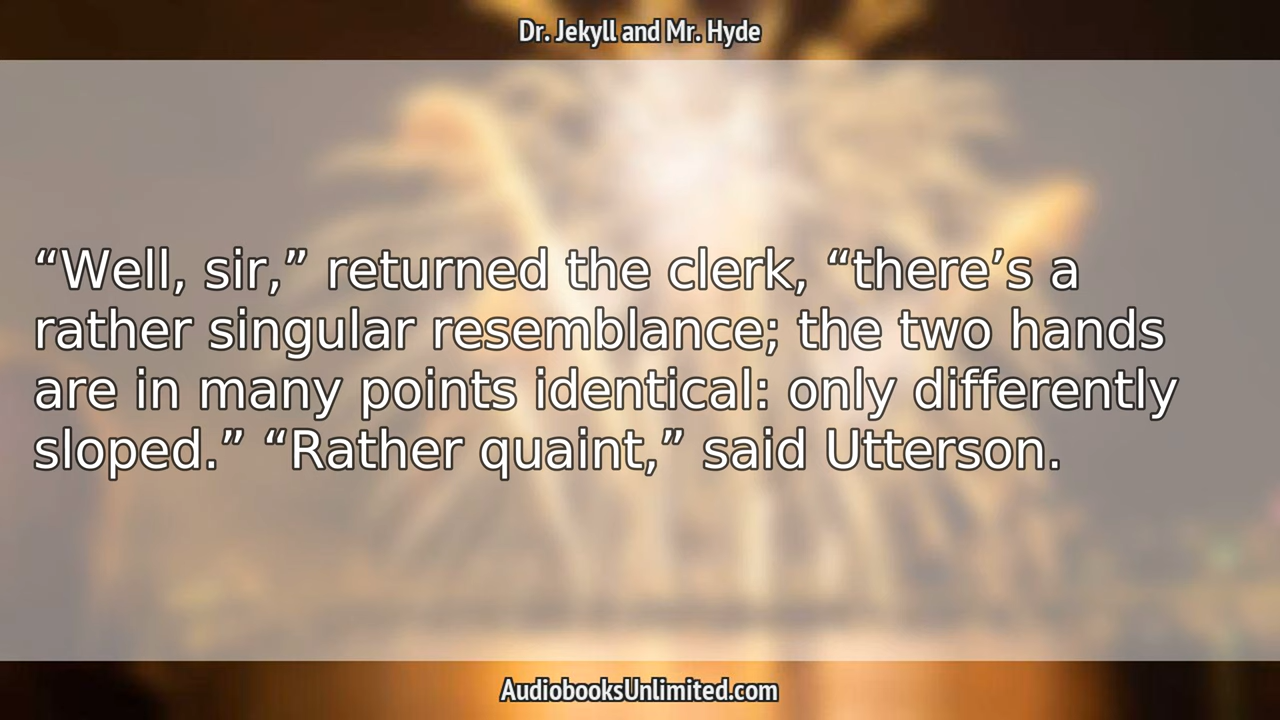 Dr. Jekyll and Mr. Hyde
“Well, sir,” returned the clerk, “there’s a
rather singular resemblance; the two hands
are in many points identical: only differently
sloped.” “Rather quaint,” said Utterson.
AudiobooksUnlimited.com